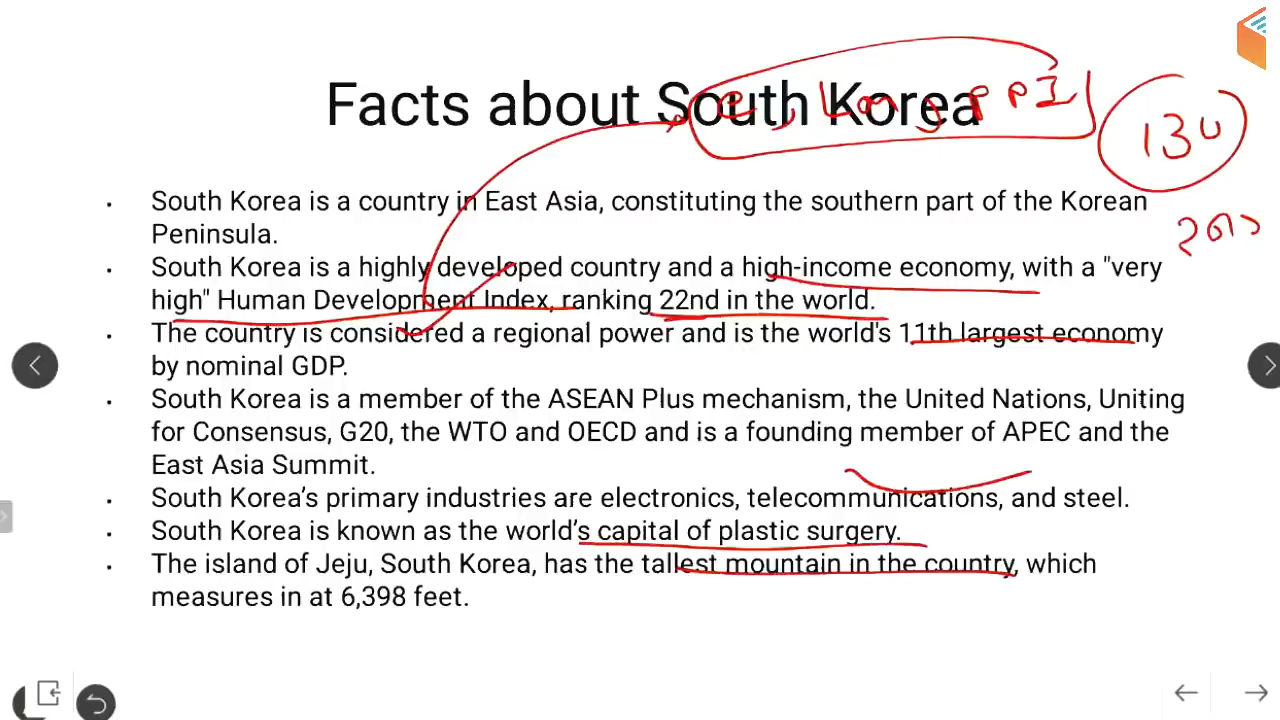 Facts about South Korea
e, Lm, PPI
130
· South Korea is a country in East Asia, constituting the southern part of the Korean
Peninsula.
· South Korea is a highly developed country and a high-income economy, with a "very
high" Human Development Index, ranking 22nd in the world.
· The country is considered a regional power and is the world's 11th largest economy
by nominal GDP.
· South Korea is a member of the ASEAN Plus mechanism, the United Nations, Uniting
for Consensus, G20, the WTO and OECD and is a founding member of APEC and the
East Asia Summit.
· South Korea's primary industries are electronics, telecommunications, and steel.
· South Korea is known as the world's capital of plastic surgery.
· The island of Jeju, South Korea, has the tallest mountain in the country, which
measures in at 6,398 feet.